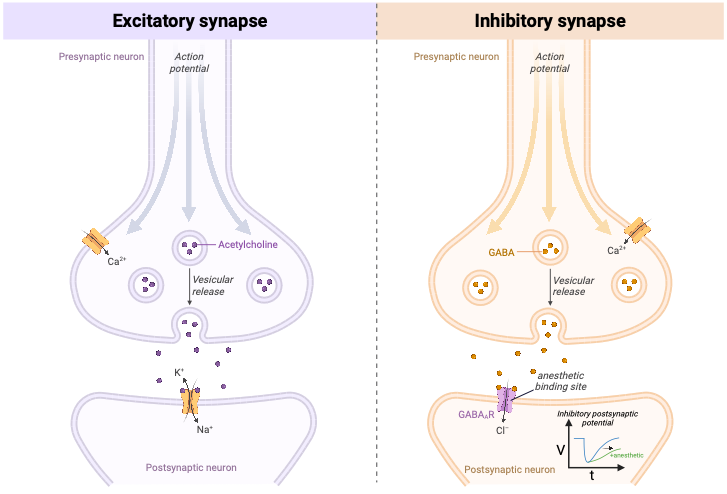 Excitatory synapse
Presynaptic neuron
Action
potential
Ca²⁺
Acetylcholine
Vesicular
release
K⁺
Na⁺
Postsynaptic neuron
Inhibitory synapse
Presynaptic neuron
Action
potential
Ca²⁺
GABA
Vesicular
release
anesthetic
binding site
GABAAR
Cl⁻
Inhibitory postsynaptic
potential
V
+anesthetic
t
Postsynaptic neuron